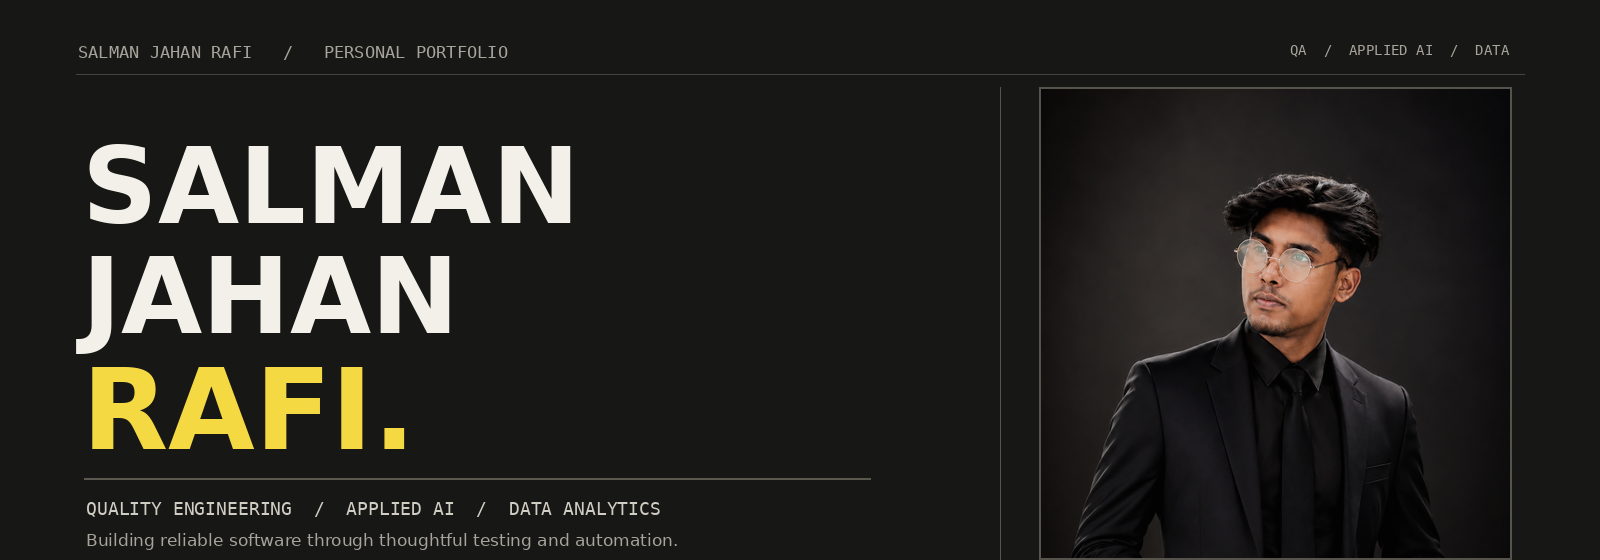 SALMAN JAHAN RAFI / PERSONAL PORTFOLIO
QA / APPLIED AI / DATA
SALMAN
JAHAN
RAFI.
QUALITY ENGINEERING / APPLIED AI / DATA ANALYTICS
Building reliable software through thoughtful testing and automation.